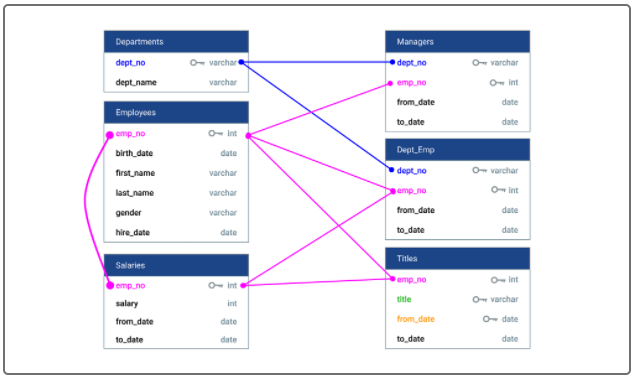 Departments
dept_no varchar
dept_name varchar
Employees
emp_no int
birth_date date
first_name varchar
last_name varchar
gender varchar
hire_date date
Salaries
emp_no int
salary int
from_date date
to_date date
Managers
dept_no varchar
emp_no int
from_date date
to_date date
Dept_Emp
dept_no varchar
emp_no int
from_date date
to_date date
Titles
emp_no int
title varchar
from_date date
to_date date